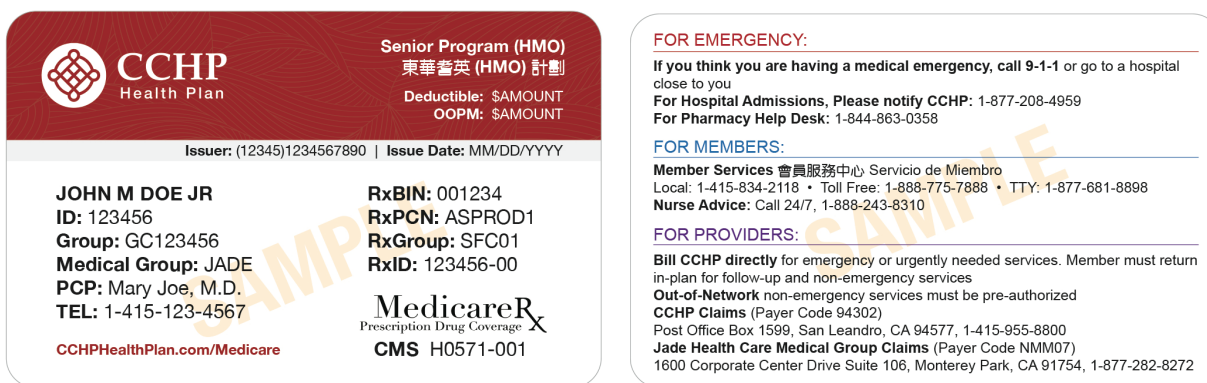 CCHP
Health Plan
Senior Program (HMO)
東華耆英 (HMO) 計劃
Deductible: $AMOUNT
OOPM: $AMOUNT
Issuer: (12345)1234567890 | Issue Date: MM/DD/YYYY
JOHN M DOE JR
ID: 123456
Group: GC123456
Medical Group: JADE
PCP: Mary Joe, M.D.
TEL: 1-415-123-4567
CCHPHealthPlan.com/Medicare
RxBIN: 001234
RxPCN: ASPROD1
RxGroup: SFC01
RxID: 123456-00
MedicareRx
Prescription Drug Coverage
CMS H0571-001
SAMPLE
FOR EMERGENCY:
If you think you are having a medical emergency, call 9-1-1 or go to a hospital
close to you
For Hospital Admissions, Please notify CCHP: 1-877-208-4959
For Pharmacy Help Desk: 1-844-863-0358
FOR MEMBERS:
Member Services 會員服務中心 Servicio de Miembro
Local: 1-415-834-2118 • Toll Free: 1-888-775-7888 • TTY: 1-877-681-8898
Nurse Advice: Call 24/7, 1-888-243-8310
FOR PROVIDERS:
Bill CCHP directly for emergency or urgently needed services. Member must return
in-plan for follow-up and non-emergency services
Out-of-Network non-emergency services must be pre-authorized
CCHP Claims (Payer Code 94302)
Post Office Box 1599, San Leandro, CA 94577, 1-415-955-8800
Jade Health Care Medical Group Claims (Payer Code NMM07)
1600 Corporate Center Drive Suite 106, Monterey Park, CA 91754, 1-877-282-8272
SAMPLE